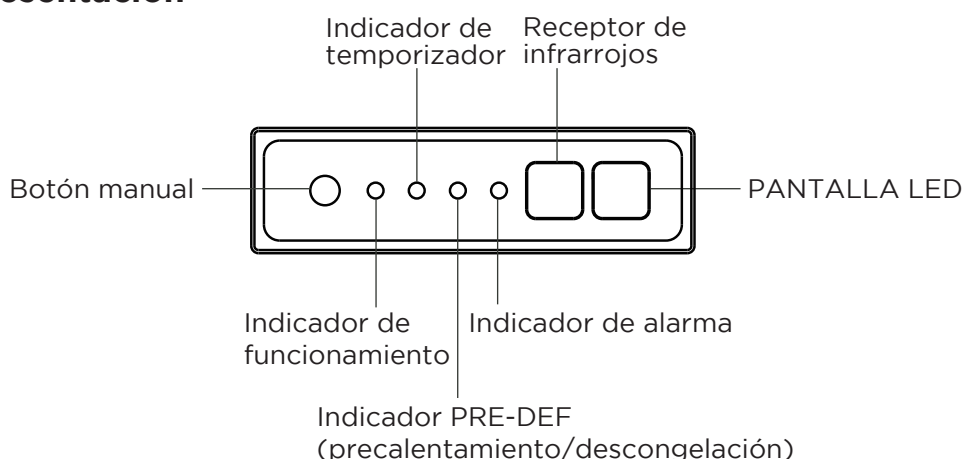 Indicador de
temporizador
Receptor de
infrarrojos
Botón manual
PANTALLA LED
Indicador de
funcionamiento
Indicador de alarma
Indicador PRE-DEF
(precalentamiento/descongelación)